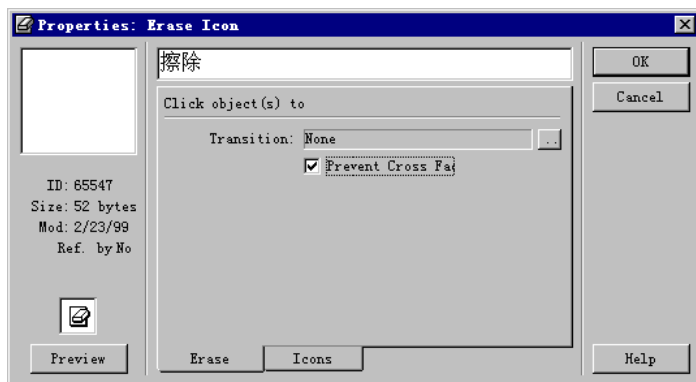 Properties: Erase Icon
擦除
OK
Click object(s) to
Cancel
Transition: None
..
Prevent Cross Fa
ID: 65547
Size: 52 bytes
Mod: 2/23/99
Ref. by No
Preview
Erase
Icons
Help